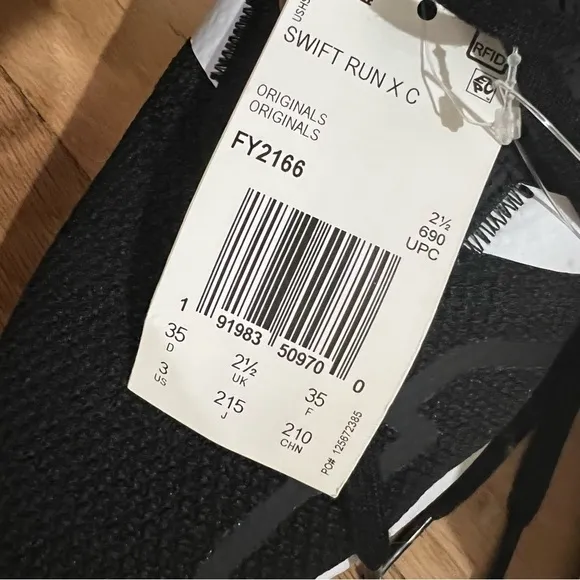 SWIFT RUN X C
RFID
ORIGINALS
ORIGINALS
FY2166
2½
690
UPC
1 91983 50970 0
35 2½ 35
D UK F
3 215 210
US J CHN
PO# 125672385